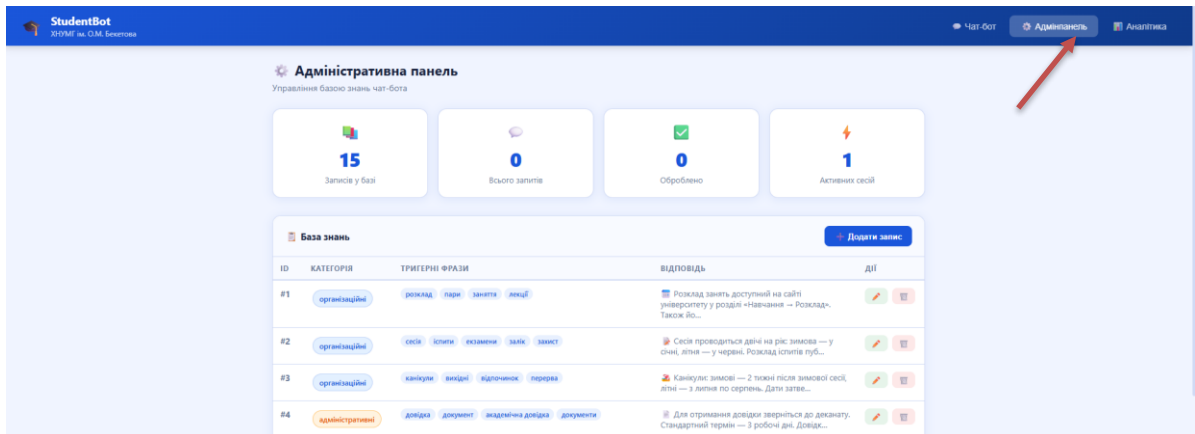 StudentBot
ХНУМГ ім. О.М. Бекетова
Чат-бот
Адмінпанель
Аналітика
Адміністративна панель
Управління базою знань чат-бота
15
Записів у базі
0
Всього запитів
0
Оброблено
1
Активних сесій
База знань
Додати запис
ID КАТЕГОРІЯ ТРИГЕРНІ ФРАЗИ ВІДПОВІДЬ ДІЇ
#1 організаційні розклад пари заняття лекції
Розклад занять доступний на сайті
університету у розділі «Навчання → Розклад».
Також йо...
#2 організаційні сесія іспити екзамени залік захист
Сесія проводиться двічі на рік: зимова — у
січні, літня — у червні. Розклад іспитів пуб...
#3 організаційні канікули вихідні відпочинок перерва
Канікули: зимові — 2 тижні після зимової сесії,
літні — з липня по серпень. Дати затве...
#4 адміністративні довідка документ академічна довідка документи
Для отримання довідки зверніться до деканату.
Стандартний термін — 3 робочі дні. Довідк...